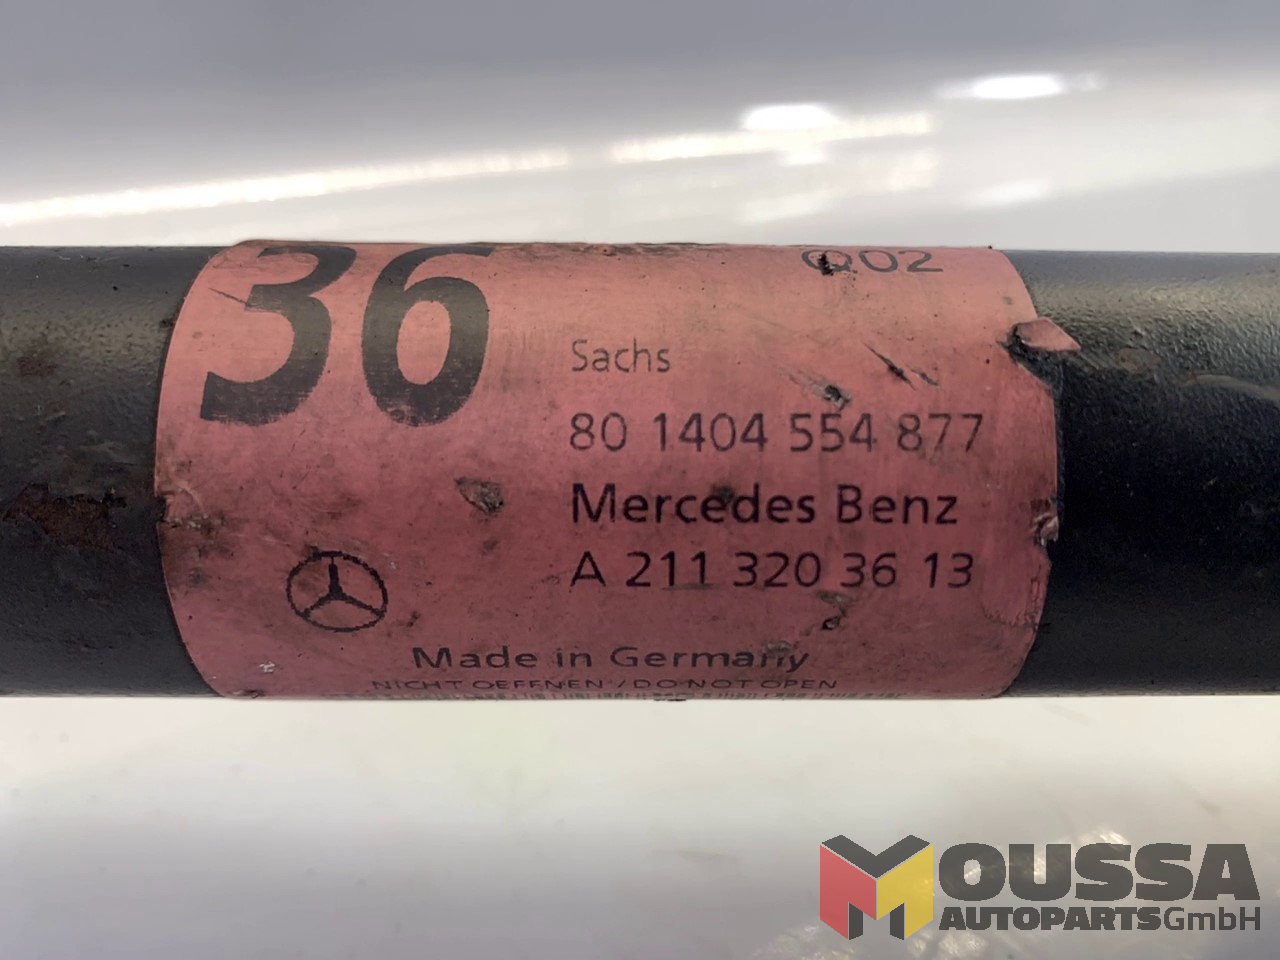 36
Q02
Sachs
80 1404 554 877
Mercedes Benz
A 211 320 36 13
Made in Germany
NICHT OEFFNEN / DO NOT OPEN
MOUSSA
AUTOPARTS GmbH